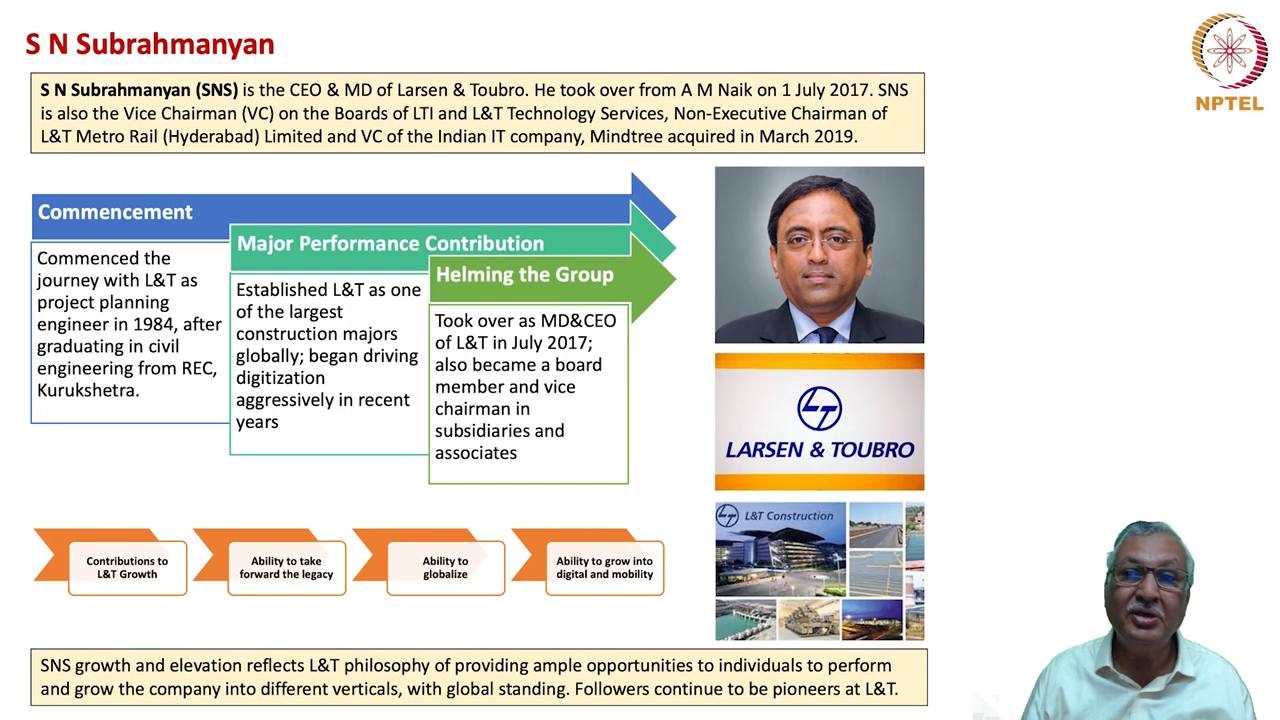 S N Subrahmanyan
NPTEL
S N Subrahmanyan (SNS) is the CEO & MD of Larsen & Toubro. He took over from A M Naik on 1 July 2017. SNS
is also the Vice Chairman (VC) on the Boards of LTI and L&T Technology Services, Non-Executive Chairman of
L&T Metro Rail (Hyderabad) Limited and VC of the Indian IT company, Mindtree acquired in March 2019.
Commencement
Commenced the
journey with L&T as
project planning
engineer in 1984, after
graduating in civil
engineering from REC,
Kurukshetra.
Major Performance Contribution
Established L&T as one
of the largest
construction majors
globally; began driving
digitization
aggressively in recent
years
Helming the Group
Took over as MD&CEO
of L&T in July 2017;
also became a board
member and vice
chairman in
subsidiaries and
associates
LT
LARSEN & TOUBRO
LT L&T Construction
Contributions to
L&T Growth
Ability to take
forward the legacy
Ability to
globalize
Ability to grow into
digital and mobility
SNS growth and elevation reflects L&T philosophy of providing ample opportunities to individuals to perform
and grow the company into different verticals, with global standing. Followers continue to be pioneers at L&T.